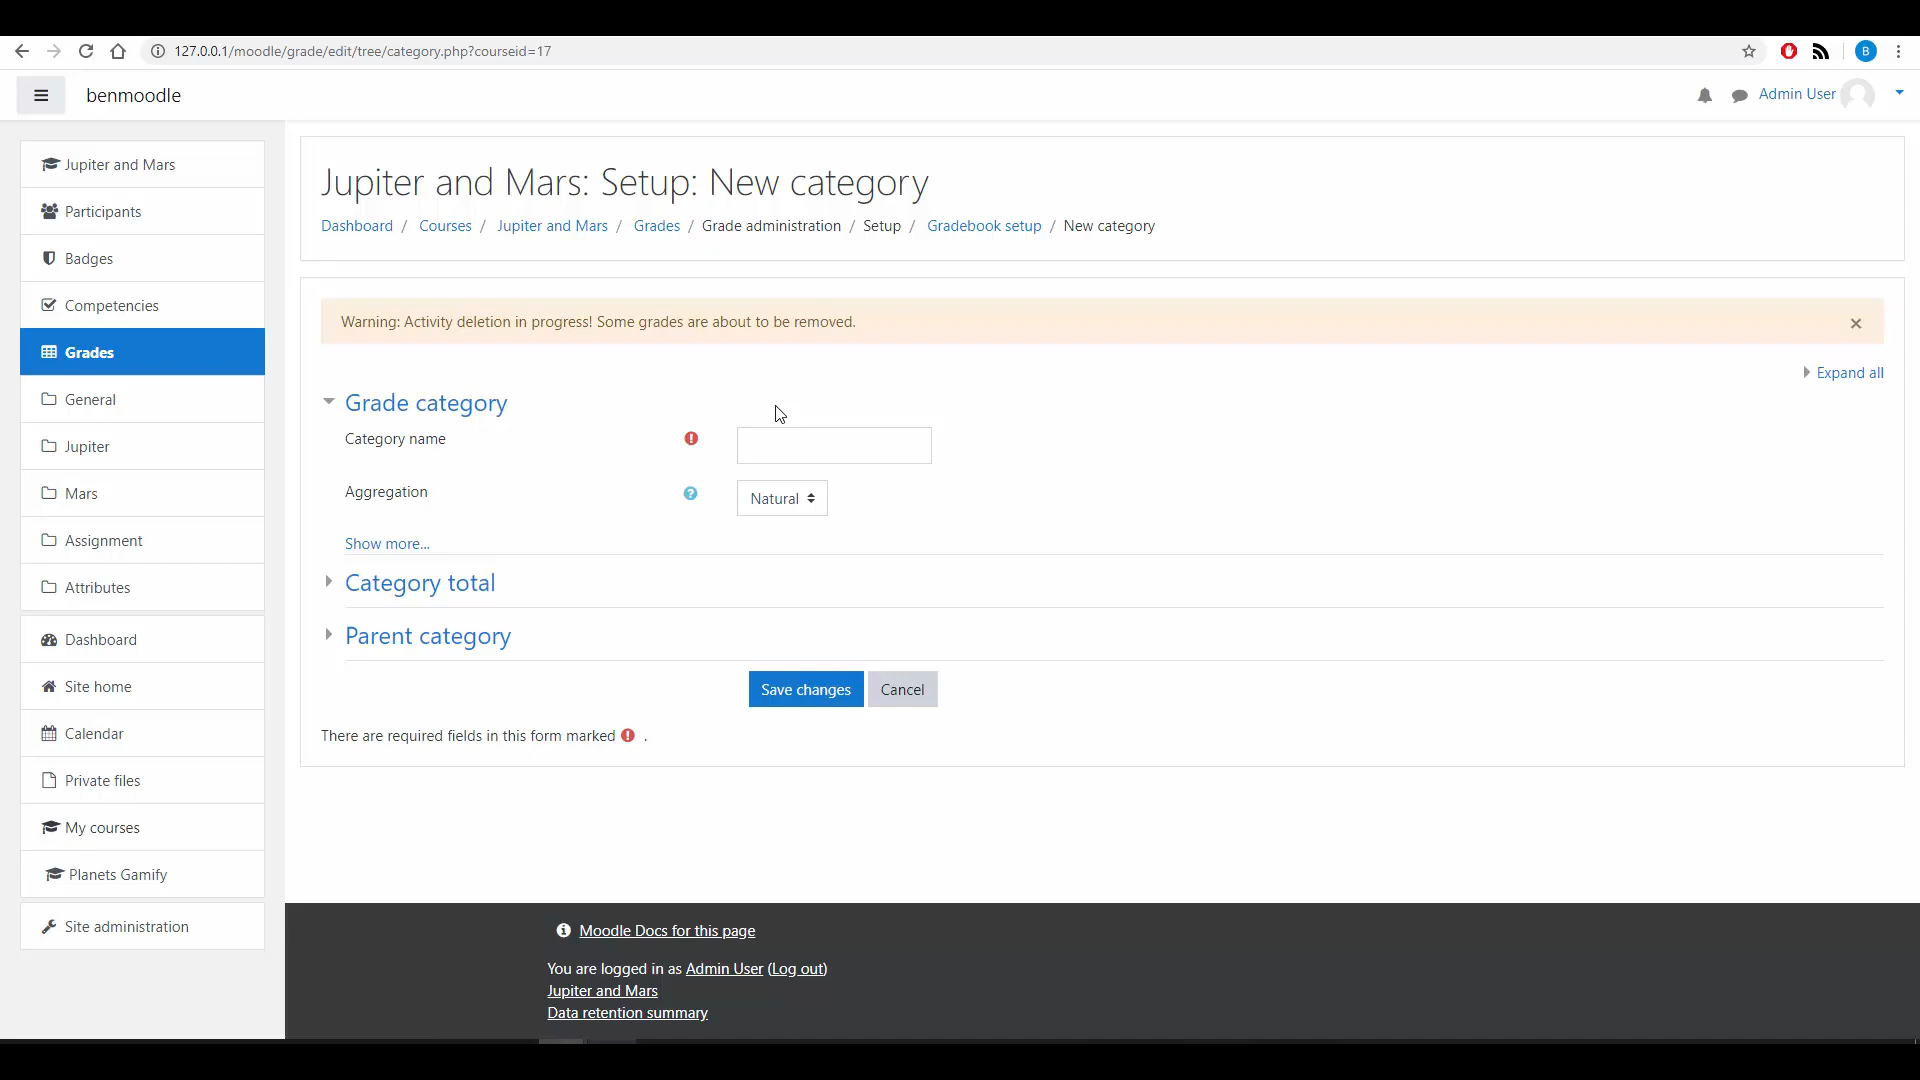 127.0.0.1/moodle/grade/edit/tree/category.php?courseid=17
B
benmoodle
Admin User
Jupiter and Mars
Participants
Badges
Competencies
Grades
General
Jupiter
Mars
Assignment
Attributes
Dashboard
Site home
Calendar
Private files
My courses
Planets Gamify
Site administration
Jupiter and Mars: Setup: New category
Dashboard / Courses / Jupiter and Mars / Grades / Grade administration / Setup / Gradebook setup / New category
Warning: Activity deletion in progress! Some grades are about to be removed.
Expand all
Grade category
Category name
Aggregation
Natural
Show more...
Category total
Parent category
Save changes Cancel
There are required fields in this form marked .
Moodle Docs for this page
You are logged in as Admin User (Log out)
Jupiter and Mars
Data retention summary